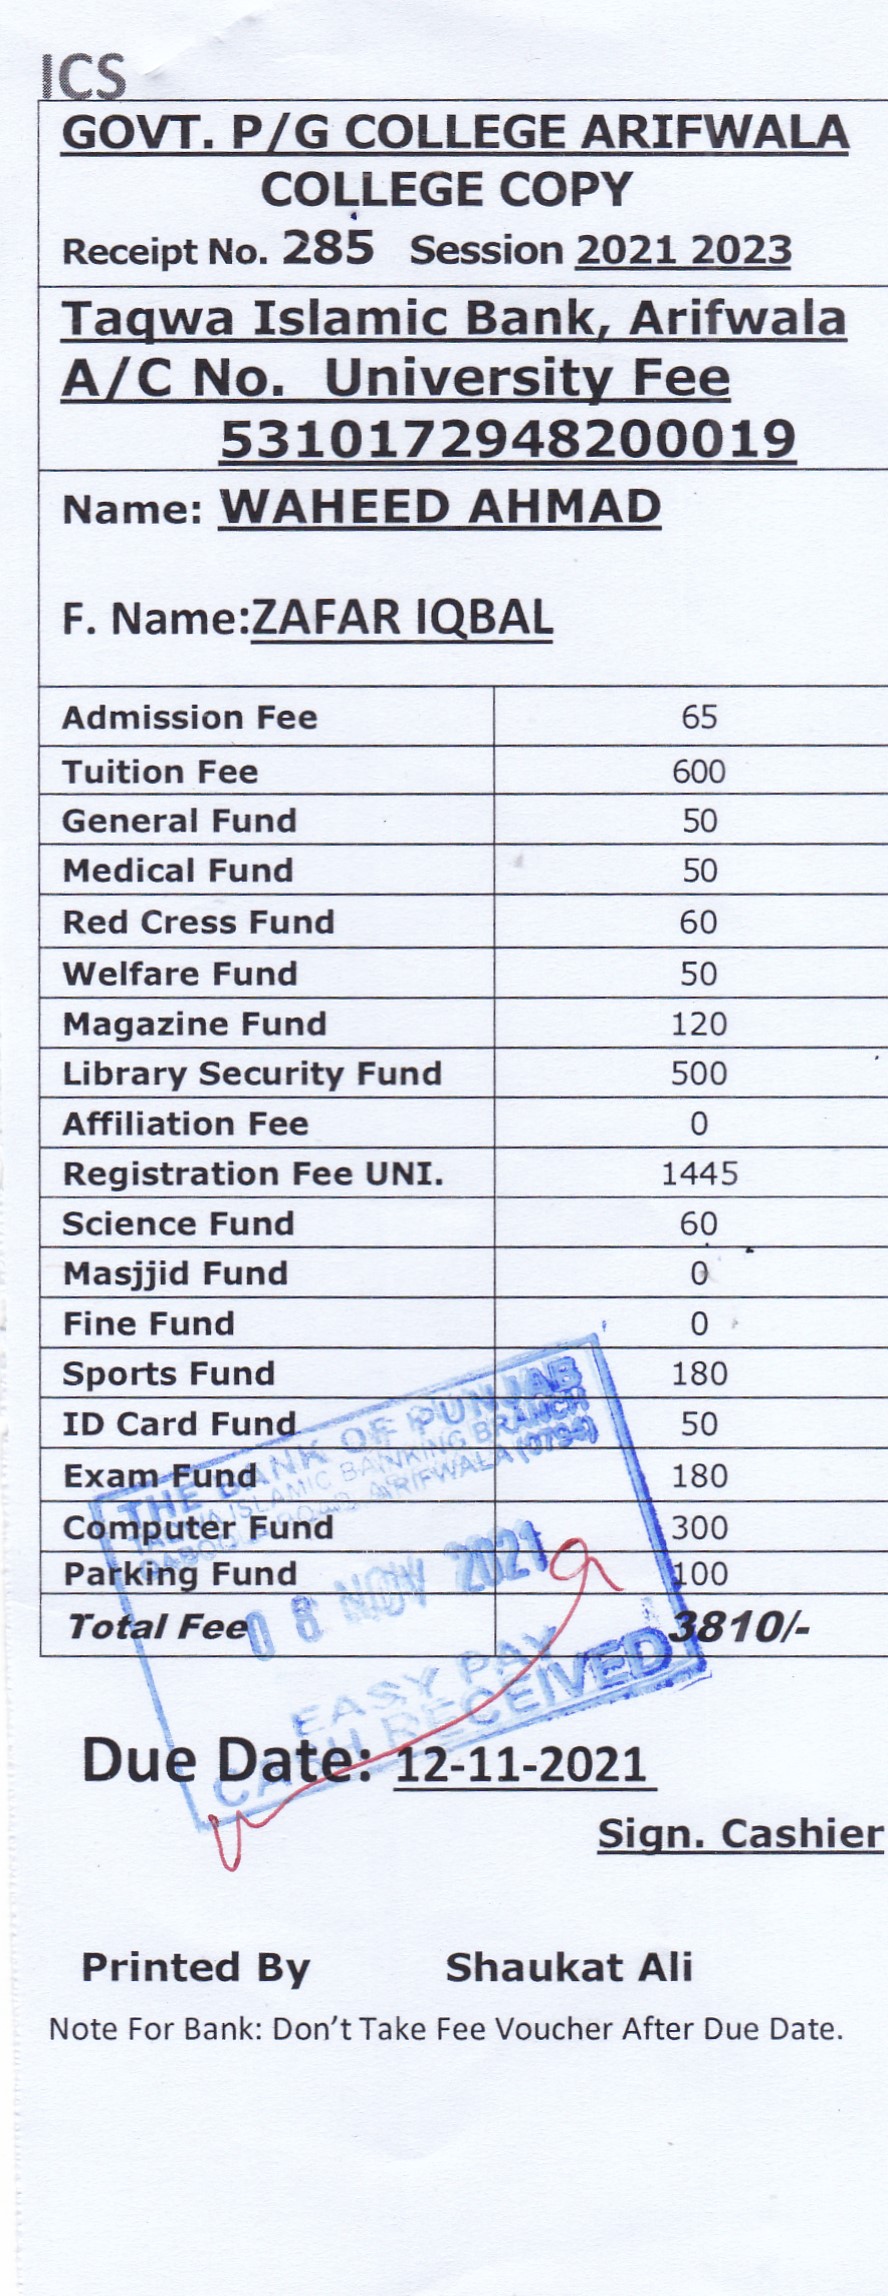 ICS
GOVT. P/G COLLEGE ARIFWALA
COLLEGE COPY
Receipt No. 285 Session 2021 2023
Taqwa Islamic Bank, Arifwala
A/C No. University Fee
5310172948200019
Name: WAHEED AHMAD
F. Name:ZAFAR IQBAL
Admission Fee 65
Tuition Fee 600
General Fund 50
Medical Fund 50
Red Cress Fund 60
Welfare Fund 50
Magazine Fund 120
Library Security Fund 500
Affiliation Fee 0
Registration Fee UNI. 1445
Science Fund 60
Masjjid Fund 0
Fine Fund 0
Sports Fund 180
ID Card Fund 50
Exam Fund 180
Computer Fund 300
Parking Fund 100
Total Fee 3810/-
THE BANK OF PUNJAB
ISLAMIC BANKING BRANCH
ARIFWALA (0794)
08 NOV 2021
EASY PAY
CASH RECEIVED
Due Date: 12-11-2021
Sign. Cashier
Printed By Shaukat Ali
Note For Bank: Don't Take Fee Voucher After Due Date.